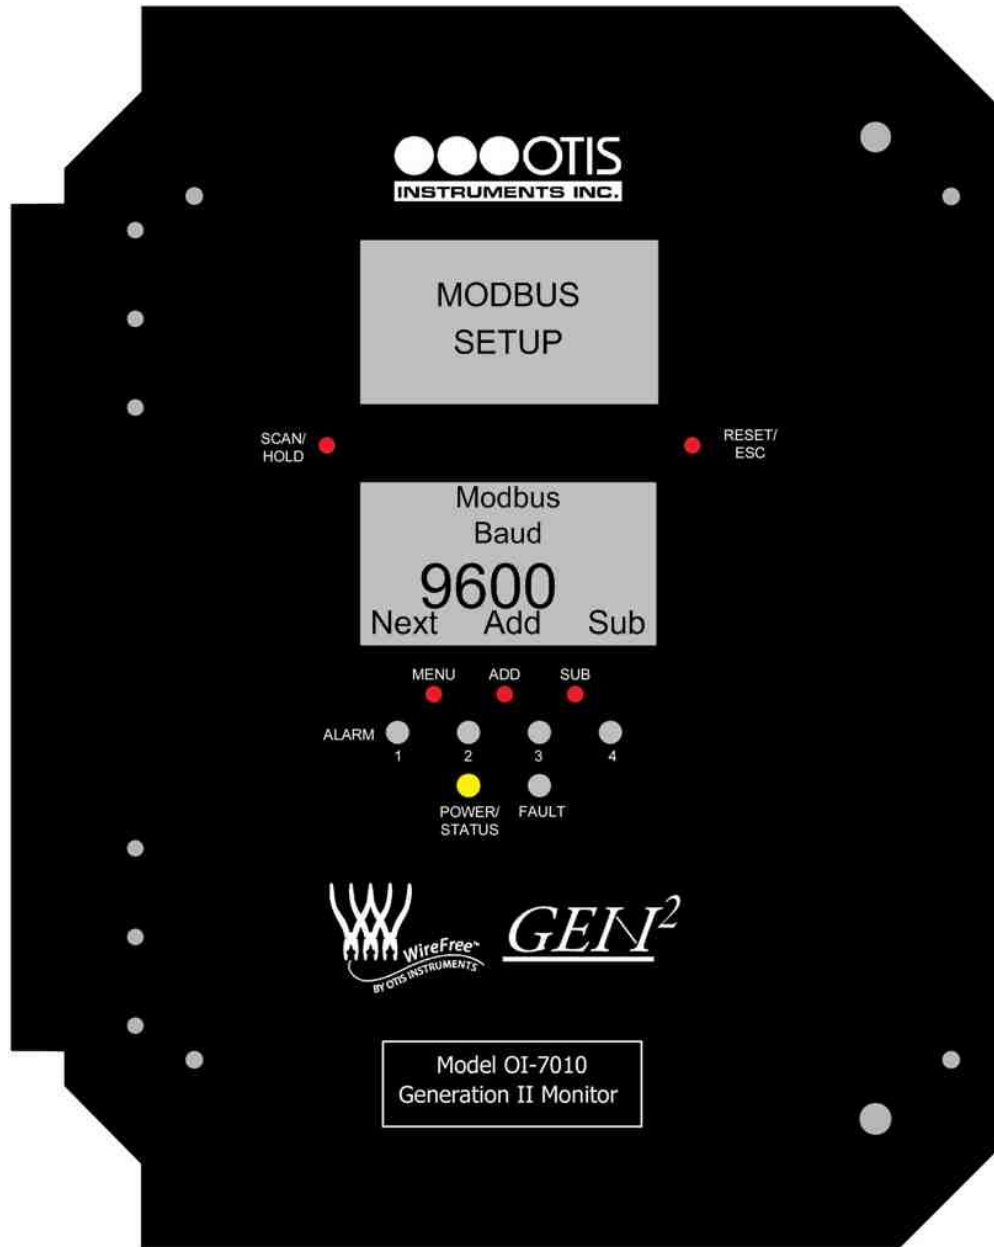 OTIS
INSTRUMENTS INC.
MODBUS
SETUP
SCAN/
HOLD
RESET/
ESC
Modbus
Baud
9600
Next Add Sub
MENU ADD SUB
ALARM
1 2 3 4
POWER/
STATUS
FAULT
WireFree™
BY OTIS INSTRUMENTS
GEN²
Model OI-7010
Generation II Monitor